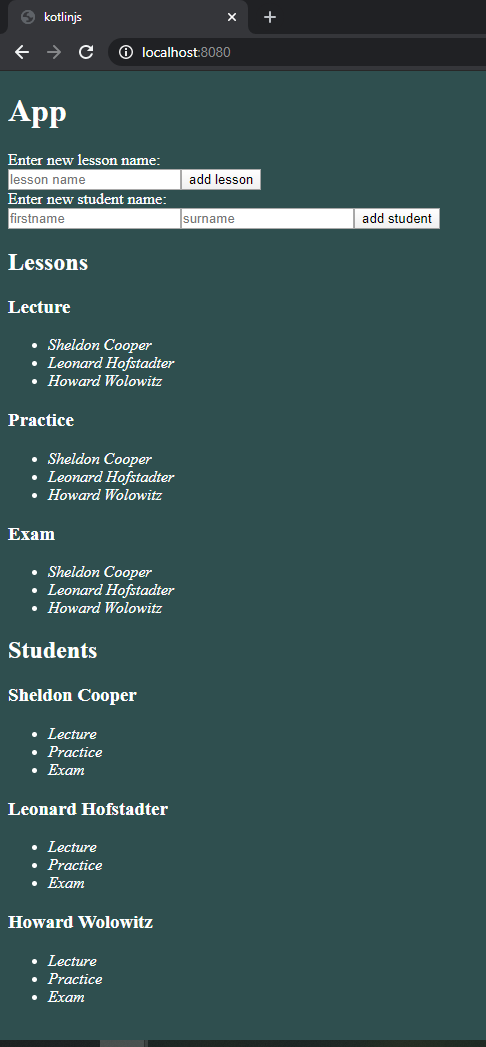 kotlinjs
localhost:8080
App
Enter new lesson name:
lesson name add lesson
Enter new student name:
firstname surname add student
Lessons
Lecture
Sheldon Cooper
Leonard Hofstadter
Howard Wolowitz
Practice
Sheldon Cooper
Leonard Hofstadter
Howard Wolowitz
Exam
Sheldon Cooper
Leonard Hofstadter
Howard Wolowitz
Students
Sheldon Cooper
Lecture
Practice
Exam
Leonard Hofstadter
Lecture
Practice
Exam
Howard Wolowitz
Lecture
Practice
Exam